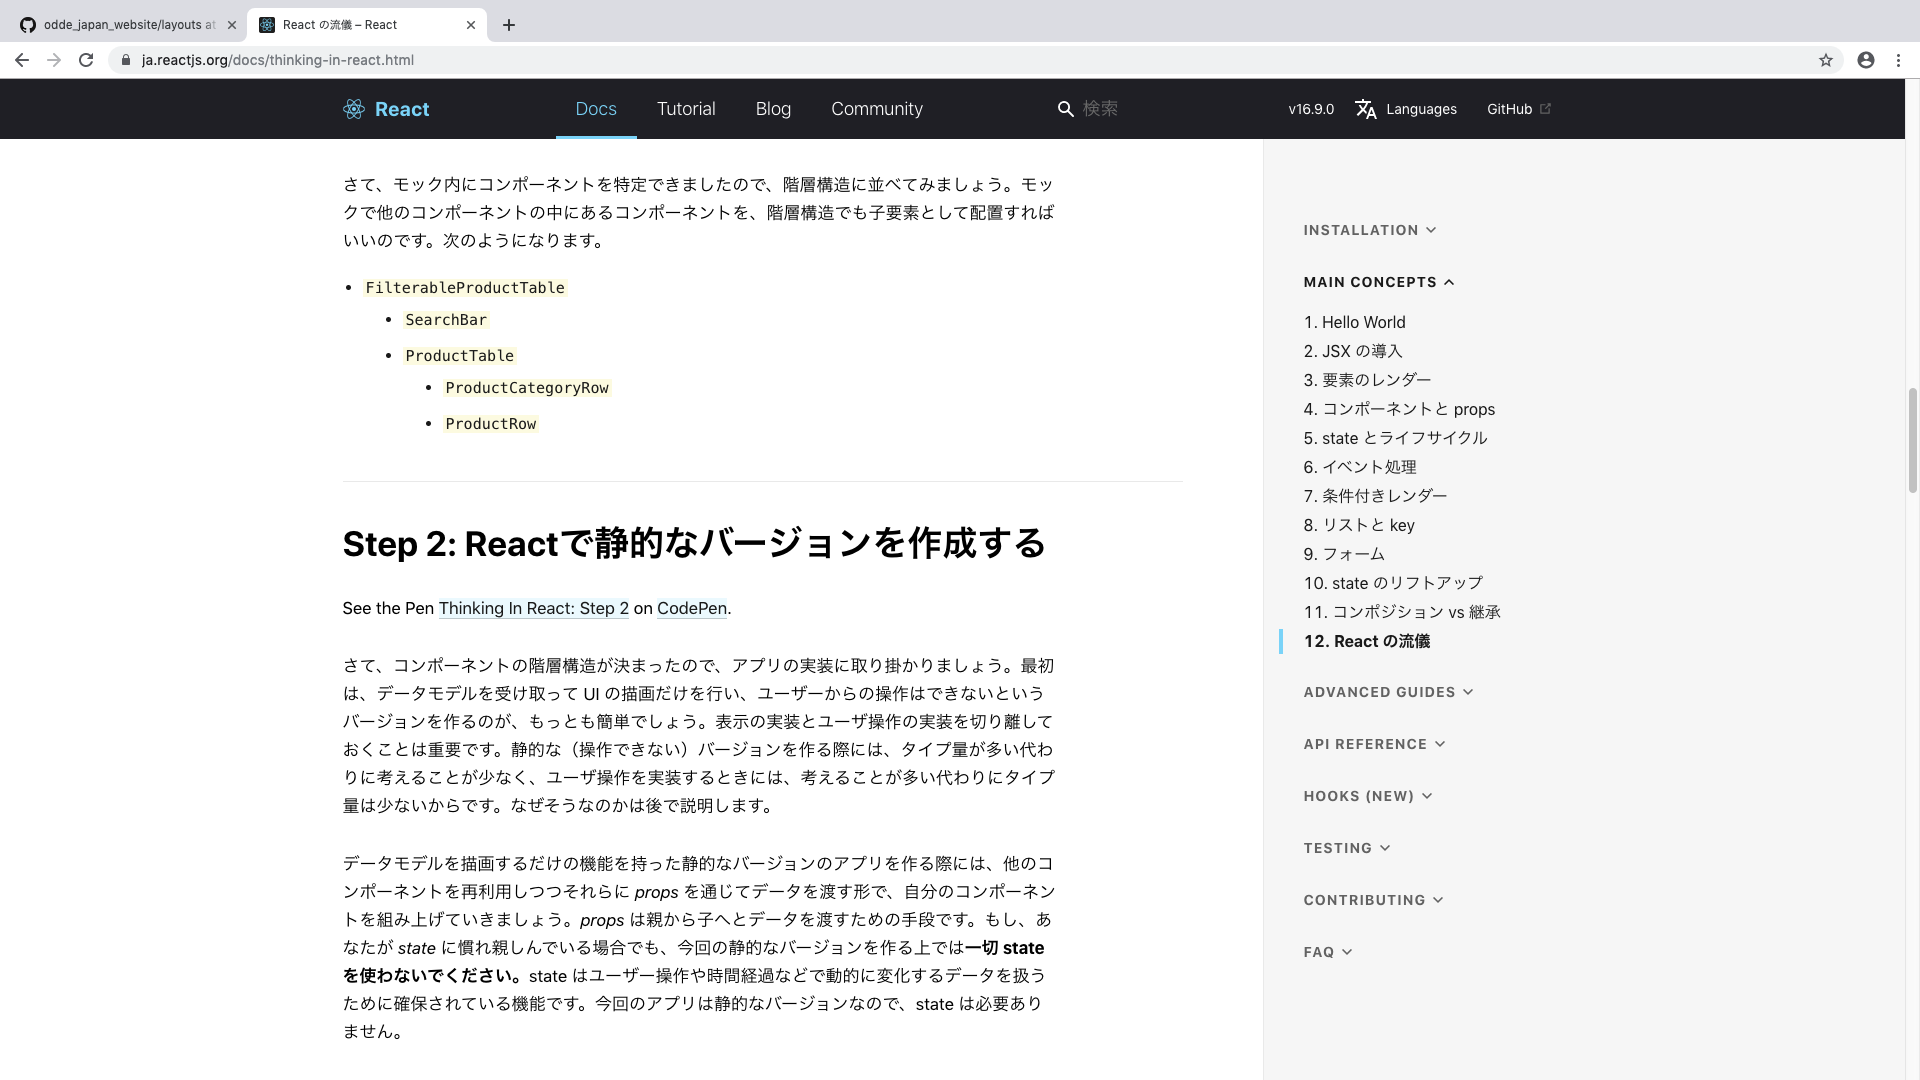 odde_japan_website/layouts at
React の流儀 – React
ja.reactjs.org/docs/thinking-in-react.html
React
Docs
Tutorial
Blog
Community
検索
v16.9.0
Languages
GitHub
さて、モック内にコンポーネントを特定できましたので、階層構造に並べてみましょう。モッ
クで他のコンポーネントの中にあるコンポーネントを、階層構造でも子要素として配置すれば
いいのです。次のようになります。
• FilterableProductTable
• SearchBar
• ProductTable
• ProductCategoryRow
• ProductRow
Step 2: Reactで静的なバージョンを作成する
See the Pen Thinking In React: Step 2 on CodePen.
さて、コンポーネントの階層構造が決まったので、アプリの実装に取り掛かりましょう。最初
は、データモデルを受け取って UI の描画だけを行い、ユーザーからの操作はできないという
バージョンを作るのが、もっとも簡単でしょう。表示の実装とユーザ操作の実装を切り離して
おくことは重要です。静的な（操作できない）バージョンを作る際には、タイプ量が多い代わ
りに考えることが少なく、ユーザ操作を実装するときには、考えることが多い代わりにタイプ
量は少ないからです。なぜそうなのかは後で説明します。
データモデルを描画するだけの機能を持った静的なバージョンのアプリを作る際には、他のコ
ンポーネントを再利用しつつそれらに props を通じてデータを渡す形で、自分のコンポーネン
トを組み上げていきましょう。props は親から子へとデータを渡すための手段です。もし、あ
なたが state に慣れ親しんでいる場合でも、今回の静的なバージョンを作る上では一切 state
を使わないでください。state はユーザー操作や時間経過などで動的に変化するデータを扱う
ために確保されている機能です。今回のアプリは静的なバージョンなので、state は必要あり
ません。
INSTALLATION
MAIN CONCEPTS
1. Hello World
2. JSX の導入
3. 要素のレンダー
4. コンポーネントと props
5. state とライフサイクル
6. イベント処理
7. 条件付きレンダー
8. リストと key
9. フォーム
10. state のリフトアップ
11. コンポジション vs 継承
12. React の流儀
ADVANCED GUIDES
API REFERENCE
HOOKS (NEW)
TESTING
CONTRIBUTING
FAQ